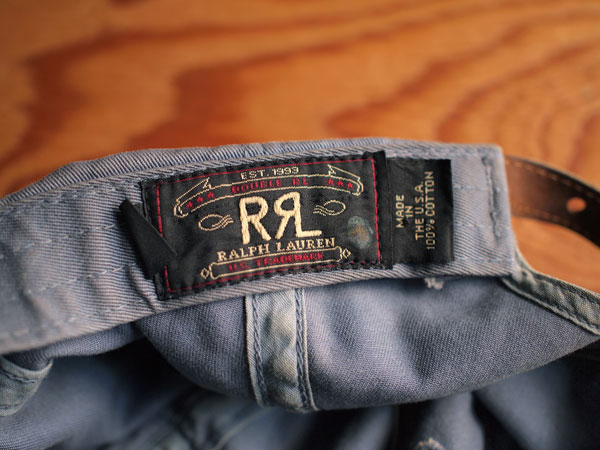 EST. 1993
DOUBLE RL
RRL
RALPH LAUREN
U.S. TRADEMARK
MADE
IN
THE U.S.A.
100% COTTON